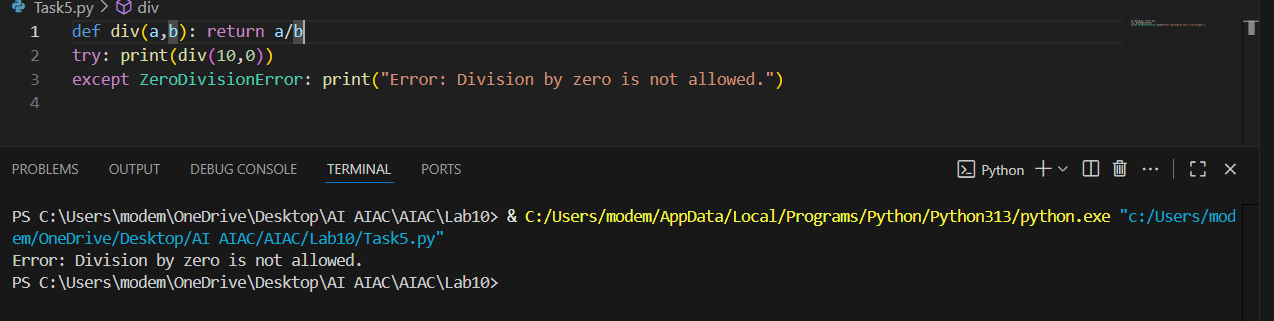 Task5.py > div
1 def div(a,b): return a/b
2 try: print(div(10,0))
3 except ZeroDivisionError: print("Error: Division by zero is not allowed.")
4
PROBLEMS OUTPUT DEBUG CONSOLE TERMINAL PORTS Python
PS C:\Users\modem\OneDrive\Desktop\AI AIAC\AIAC\Lab10> & C:/Users/modem/AppData/Local/Programs/Python/Python313/python.exe "c:/Users/mod
em/OneDrive/Desktop/AI AIAC/AIAC/Lab10/Task5.py"
Error: Division by zero is not allowed.
PS C:\Users\modem\OneDrive\Desktop\AI AIAC\AIAC\Lab10>